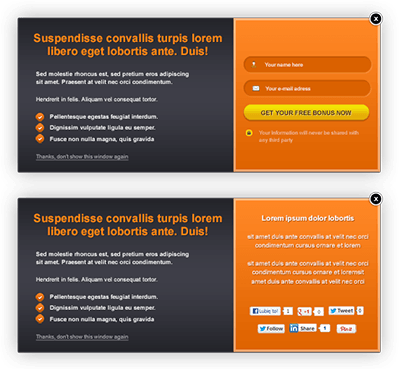 x
Suspendisse convallis turpis lorem
libero eget lobortis ante. Duis!
Sed molestie rhoncus est, sed pretium eros adipiscing
sem. Praesent at velit nec orci condimentum.
Hendrerit in felis. Aliquam vel consequat tortor.
Pellentesque egestas feugiat interdum.
Dignissim vulputate ligula eu semper.
Fusce non nulla magna, quis gravida
Thanks, don't show this window again
Your name here
Your e-mail adress
GET YOUR FREE BONUS NOW
Your information will never be shared with
any third party
x
Suspendisse convallis turpis lorem
libero eget lobortis ante. Duis!
Sed molestie rhoncus est, sed pretium eros adipiscing
sem. Praesent at velit nec orci condimentum.
Hendrerit in felis. Aliquam vel consequat tortor.
Pellentesque egestas feugiat interdum.
Dignissim vulputate ligula eu semper.
Fusce non nulla magna, quis gravida
Thanks, don't show this window again
Lorem ipsum dolor lobortis
sit amet duis ante convallis at velit nec orci
condimentum cursus ornare at lorem
sit amet duis ante convallis at velit nec orci
condimentum cursus ornare et loremsit
amet duis ante convallis at velit nec orci
Lubię to! 1 +1 0 Tweet 0
Follow Share 1 Pin it